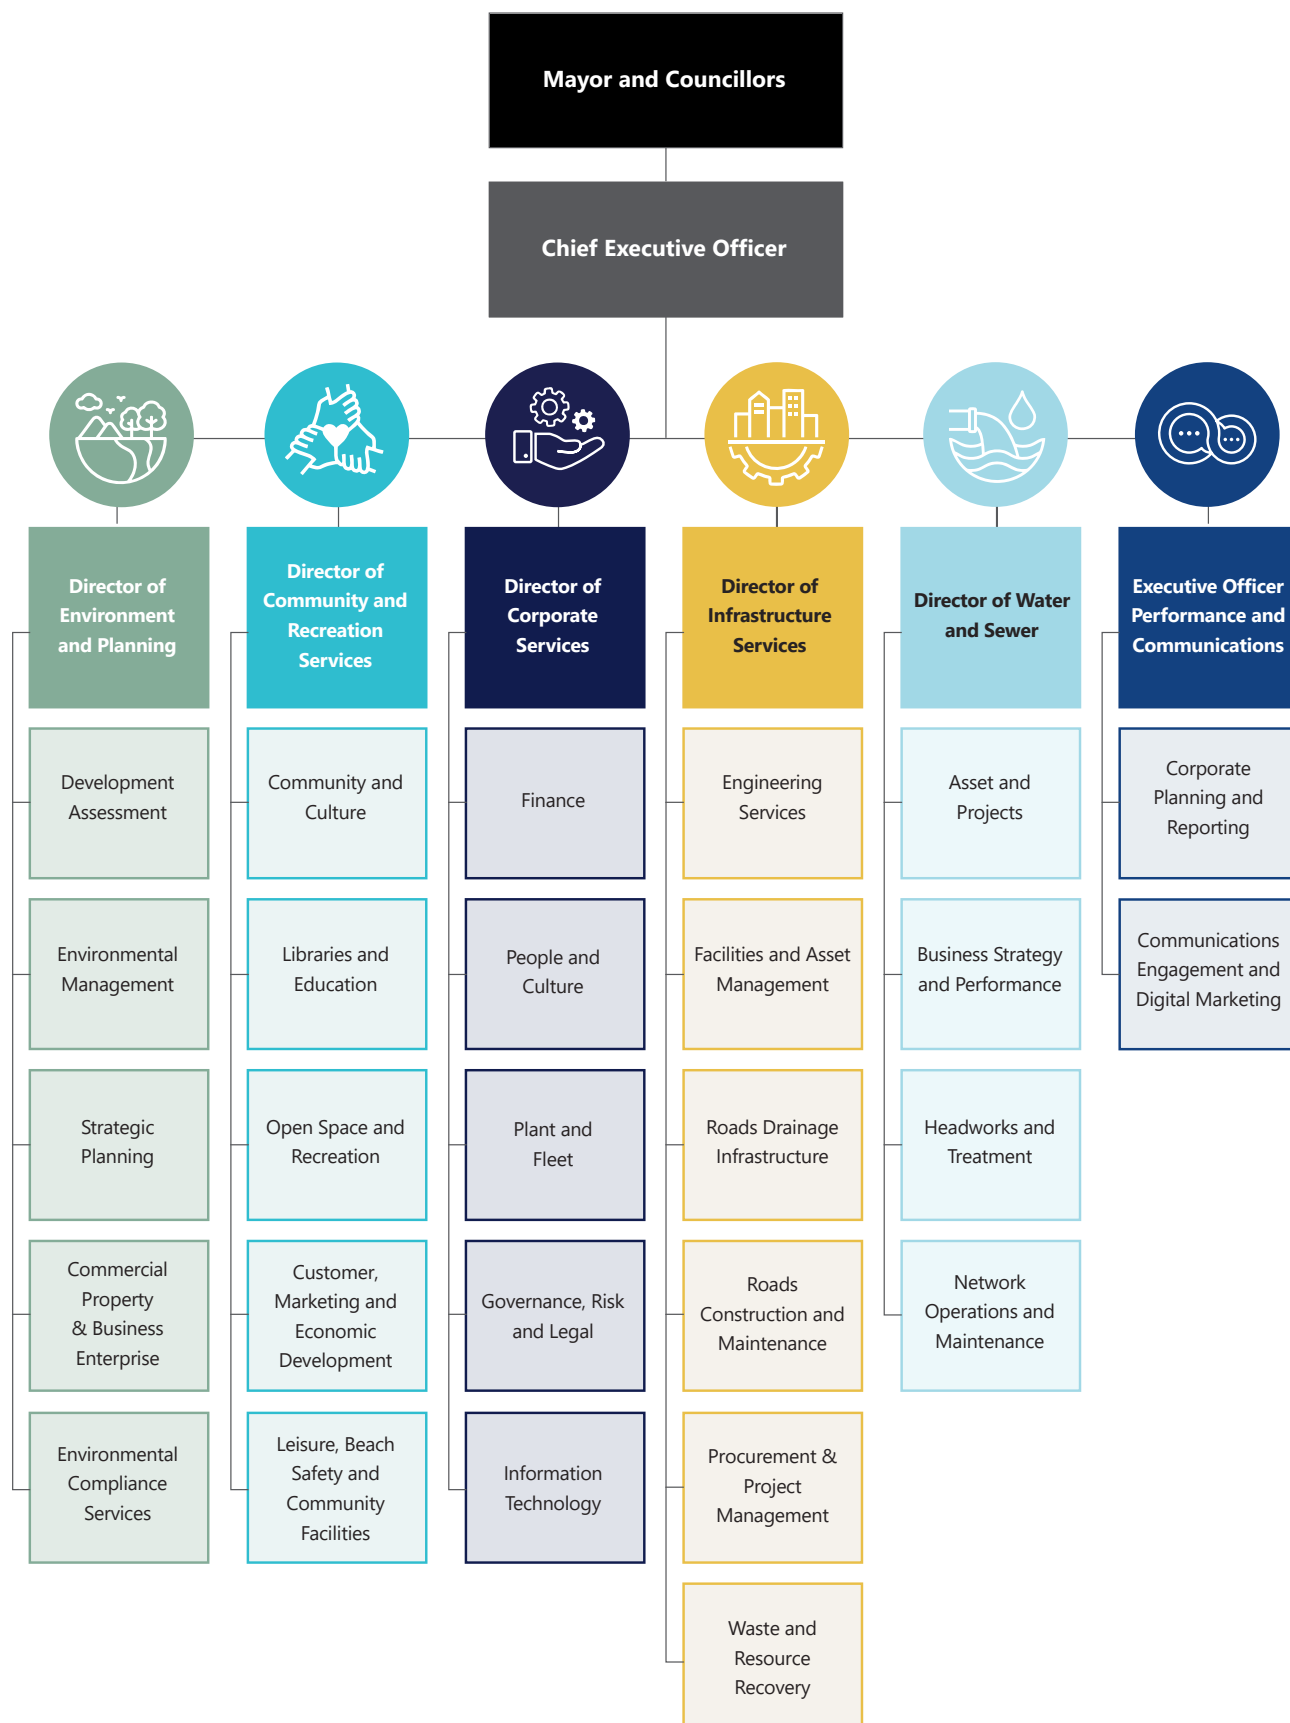 Mayor and Councillors
Chief Executive Officer
Director of
Environment
and Planning
Development
Assessment
Environmental
Management
Strategic
Planning
Commercial
Property
& Business
Enterprise
Environmental
Compliance
Services
Director of
Community and
Recreation
Services
Community and
Culture
Libraries and
Education
Open Space and
Recreation
Customer,
Marketing and
Economic
Development
Leisure, Beach
Safety and
Community
Facilities
Director of
Corporate
Services
Finance
People and
Culture
Plant and
Fleet
Governance, Risk
and Legal
Information
Technology
Director of
Infrastructure
Services
Engineering
Services
Facilities and Asset
Management
Roads Drainage
Infrastructure
Roads
Construction and
Maintenance
Procurement &
Project
Management
Waste and
Resource
Recovery
Director of Water
and Sewer
Asset and
Projects
Business Strategy
and Performance
Headworks and
Treatment
Network
Operations and
Maintenance
Executive Officer
Performance and
Communications
Corporate
Planning and
Reporting
Communications
Engagement and
Digital Marketing